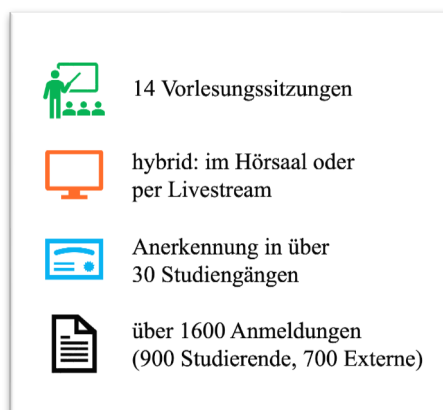 14 Vorlesungssitzungen
hybrid: im Hörsaal oder
per Livestream
Anerkennung in über
30 Studiengängen
über 1600 Anmeldungen
(900 Studierende, 700 Externe)